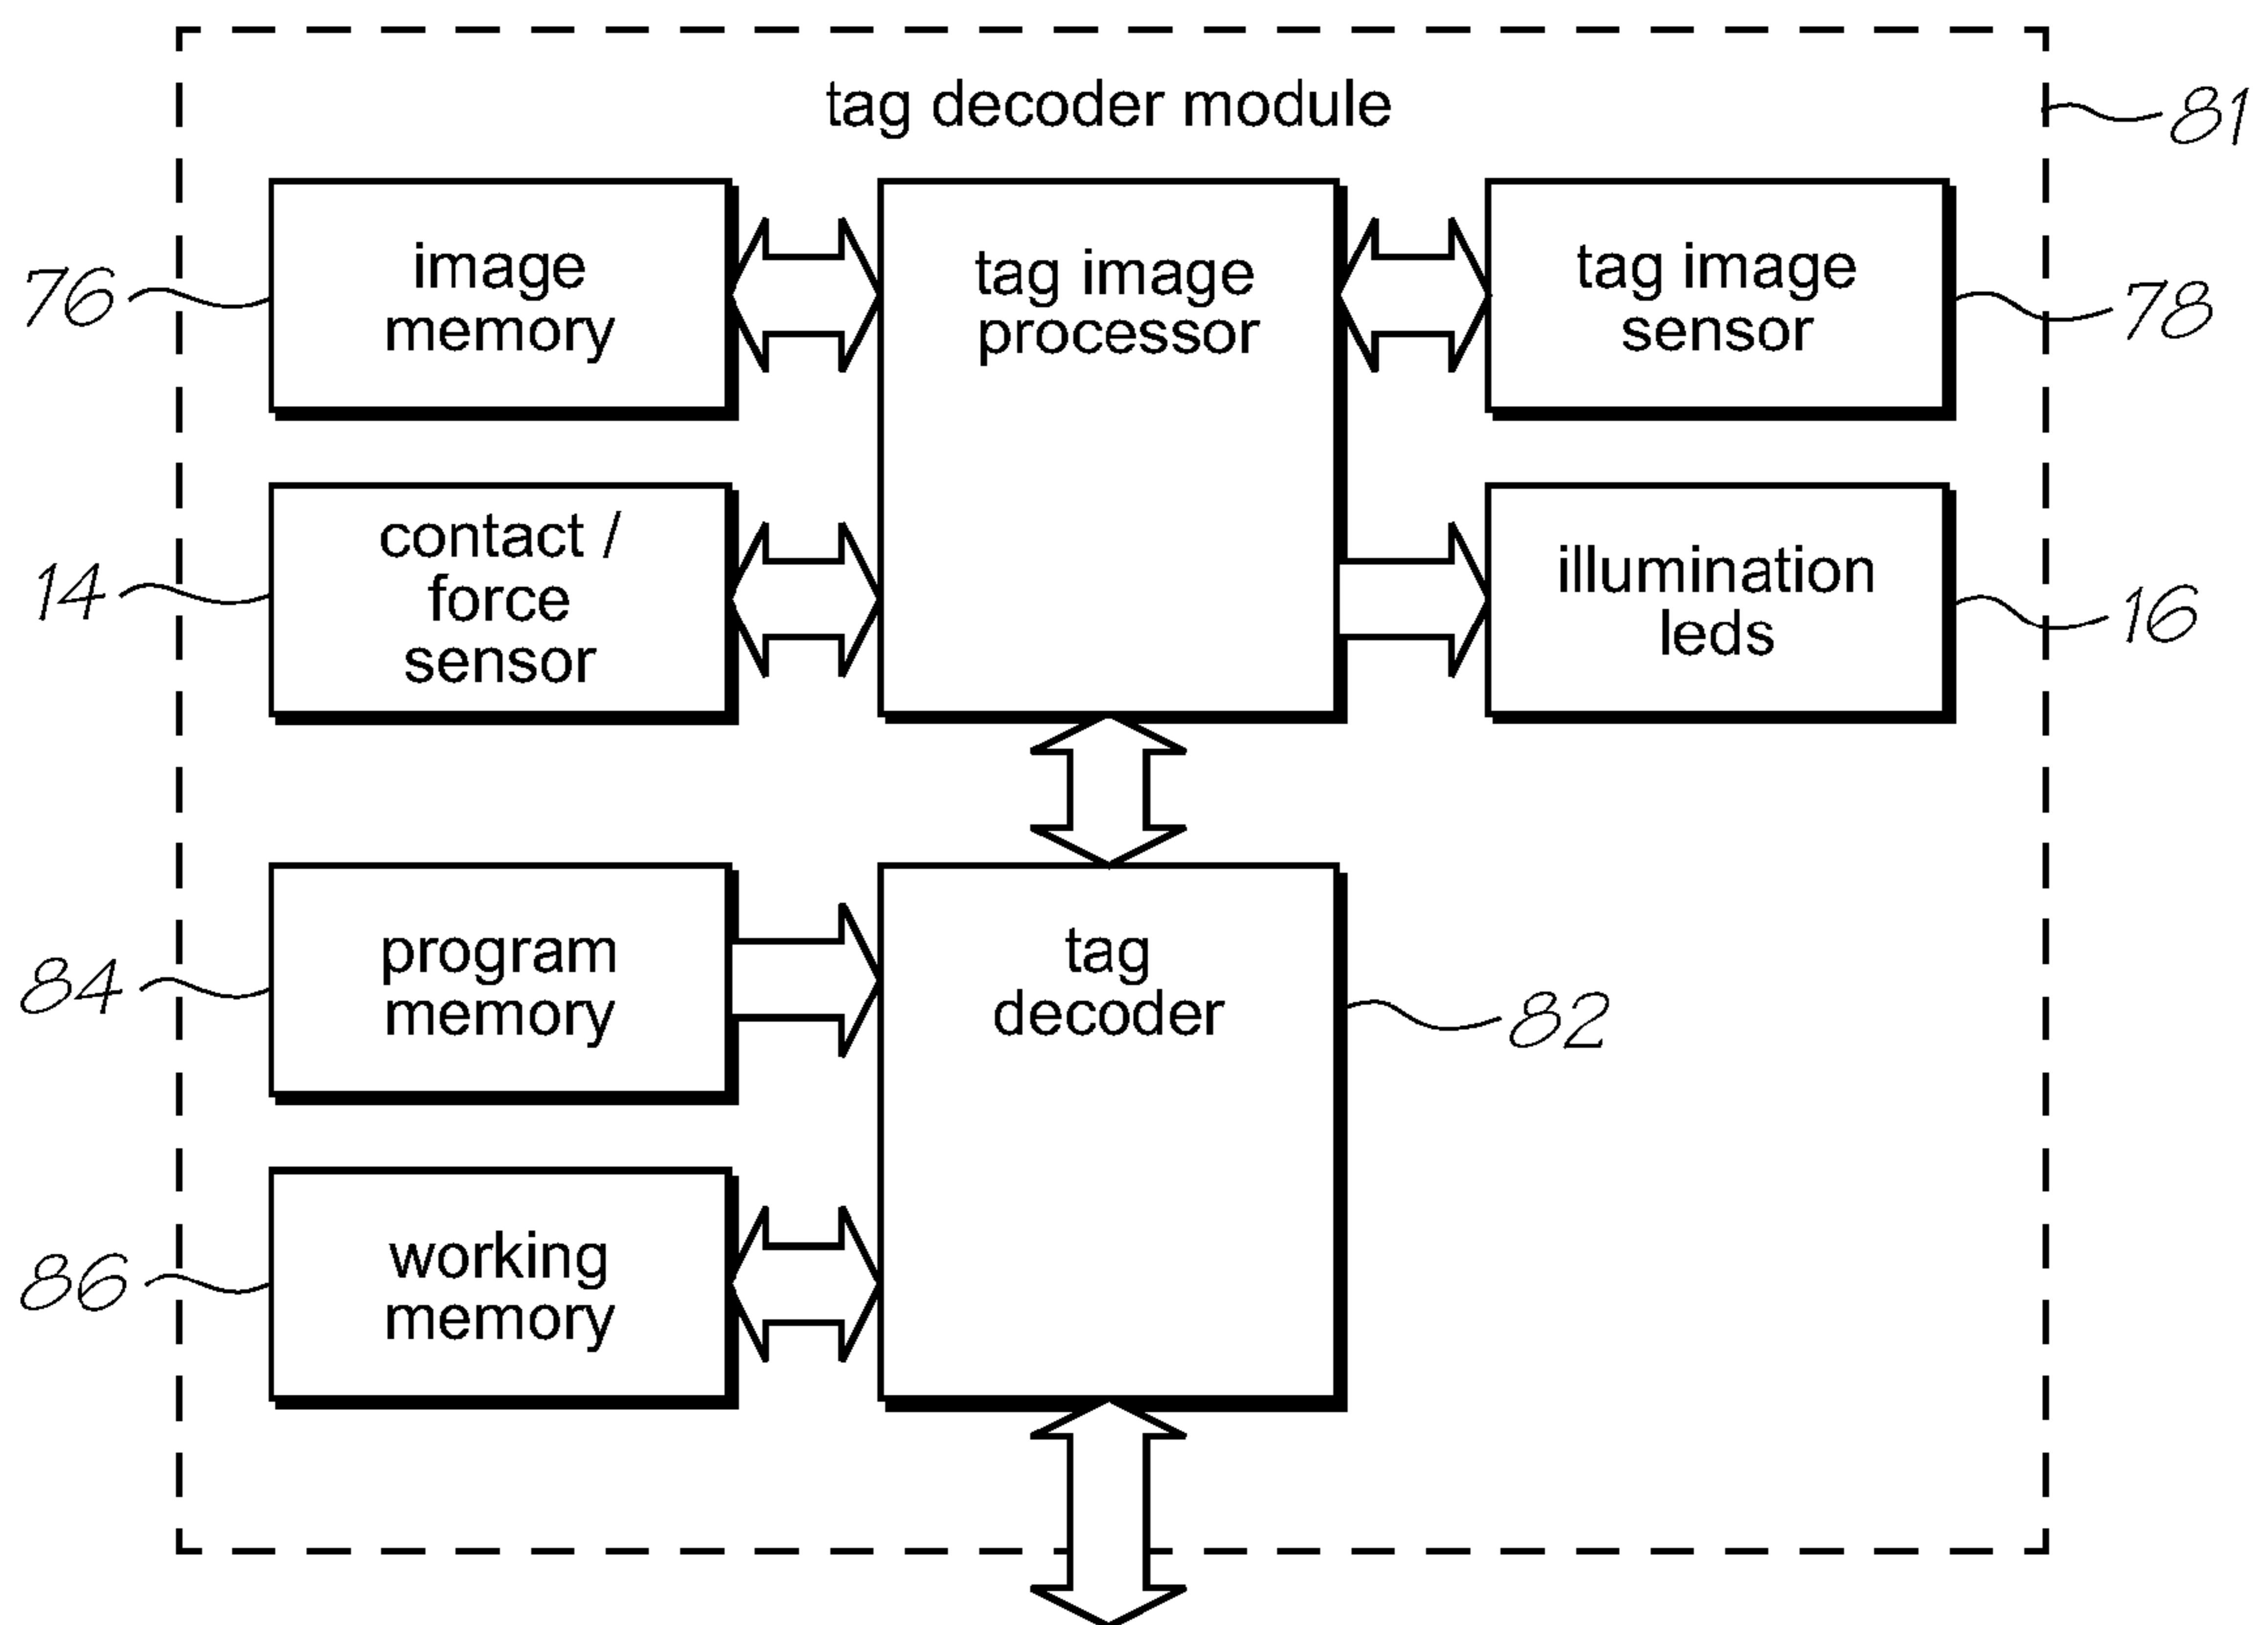 tag decoder module
81
image
memory
76
tag image
processor
tag image
sensor
78
contact /
force
sensor
14
illumination
leds
16
program
memory
84
tag
decoder
82
working
memory
86